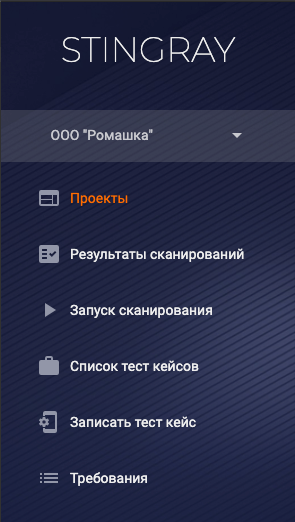 STINGRAY
ООО "Ромашка"
Проекты
Результаты сканирований
Запуск сканирования
Список тест кейсов
Записать тест кейс
Требования